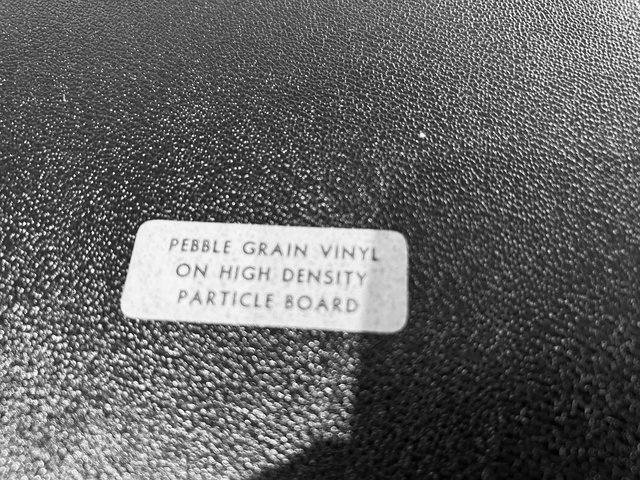 PEBBLE GRAIN VINYL
ON HIGH DENSITY
PARTICLE BOARD